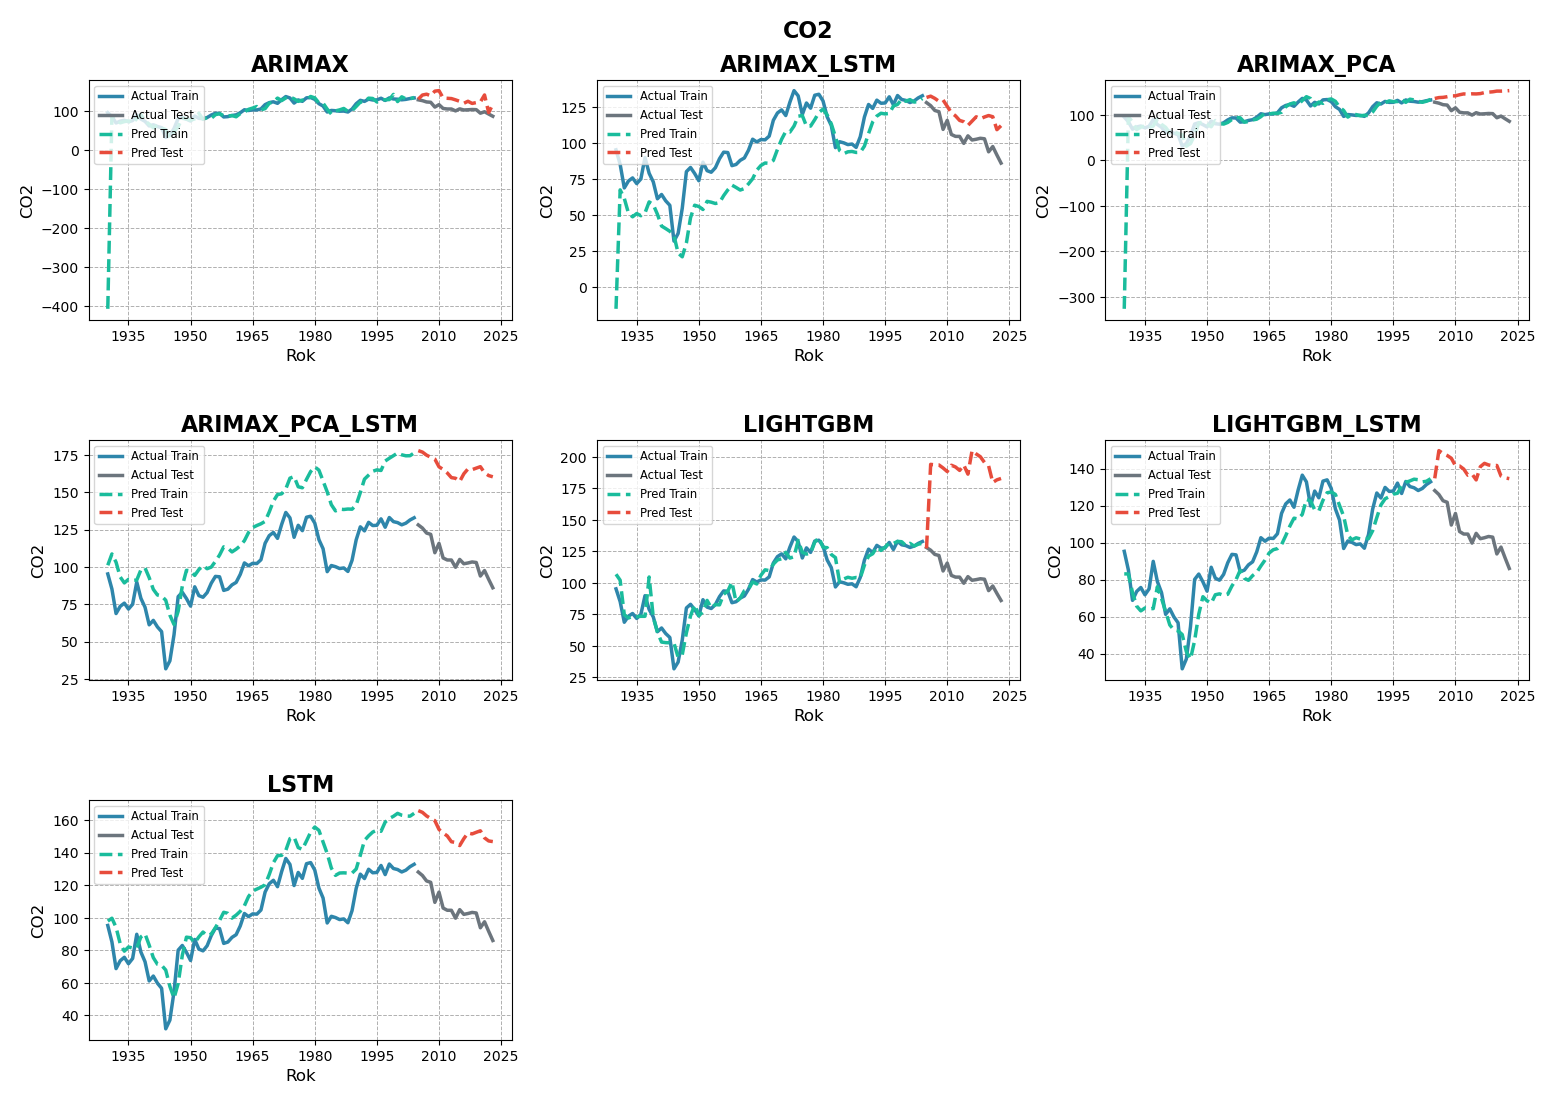 CO2
ARIMAX
Actual Train
Actual Test
Pred Train
Pred Test
100
0
−100
−200
−300
−400
CO2
1935 1950 1965 1980 1995 2010 2025
Rok
ARIMAX_LSTM
Actual Train
Actual Test
Pred Train
Pred Test
125
100
75
50
25
0
CO2
1935 1950 1965 1980 1995 2010 2025
Rok
ARIMAX_PCA
Actual Train
Actual Test
Pred Train
Pred Test
100
0
−100
−200
−300
CO2
1935 1950 1965 1980 1995 2010 2025
Rok
ARIMAX_PCA_LSTM
Actual Train
Actual Test
Pred Train
Pred Test
175
150
125
100
75
50
25
CO2
1935 1950 1965 1980 1995 2010 2025
Rok
LIGHTGBM
Actual Train
Actual Test
Pred Train
Pred Test
200
175
150
125
100
75
50
25
CO2
1935 1950 1965 1980 1995 2010 2025
Rok
LIGHTGBM_LSTM
Actual Train
Actual Test
Pred Train
Pred Test
140
120
100
80
60
40
CO2
1935 1950 1965 1980 1995 2010 2025
Rok
LSTM
Actual Train
Actual Test
Pred Train
Pred Test
160
140
120
100
80
60
40
CO2
1935 1950 1965 1980 1995 2010 2025
Rok